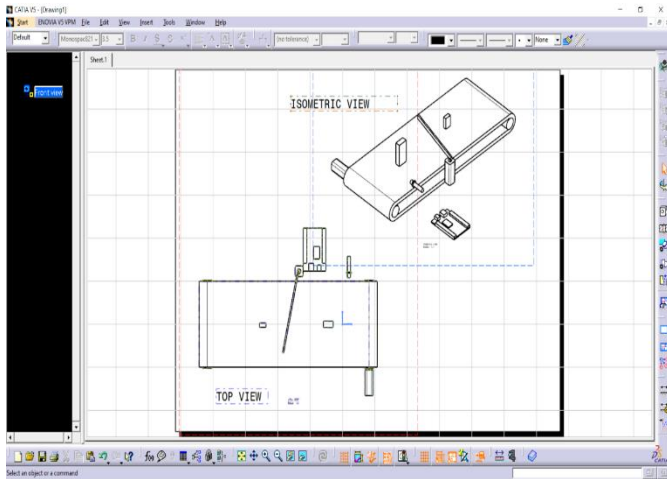 CATIA V5 - [Drawing1]
Start ENOVIA V5 VPM File Edit View Insert Tools Window Help
Default Monospac821 3.5 B I S (no tolerance) None
Sheet.1
Front view
ISOMETRIC VIEW
TOP VIEW
Select an object or a command